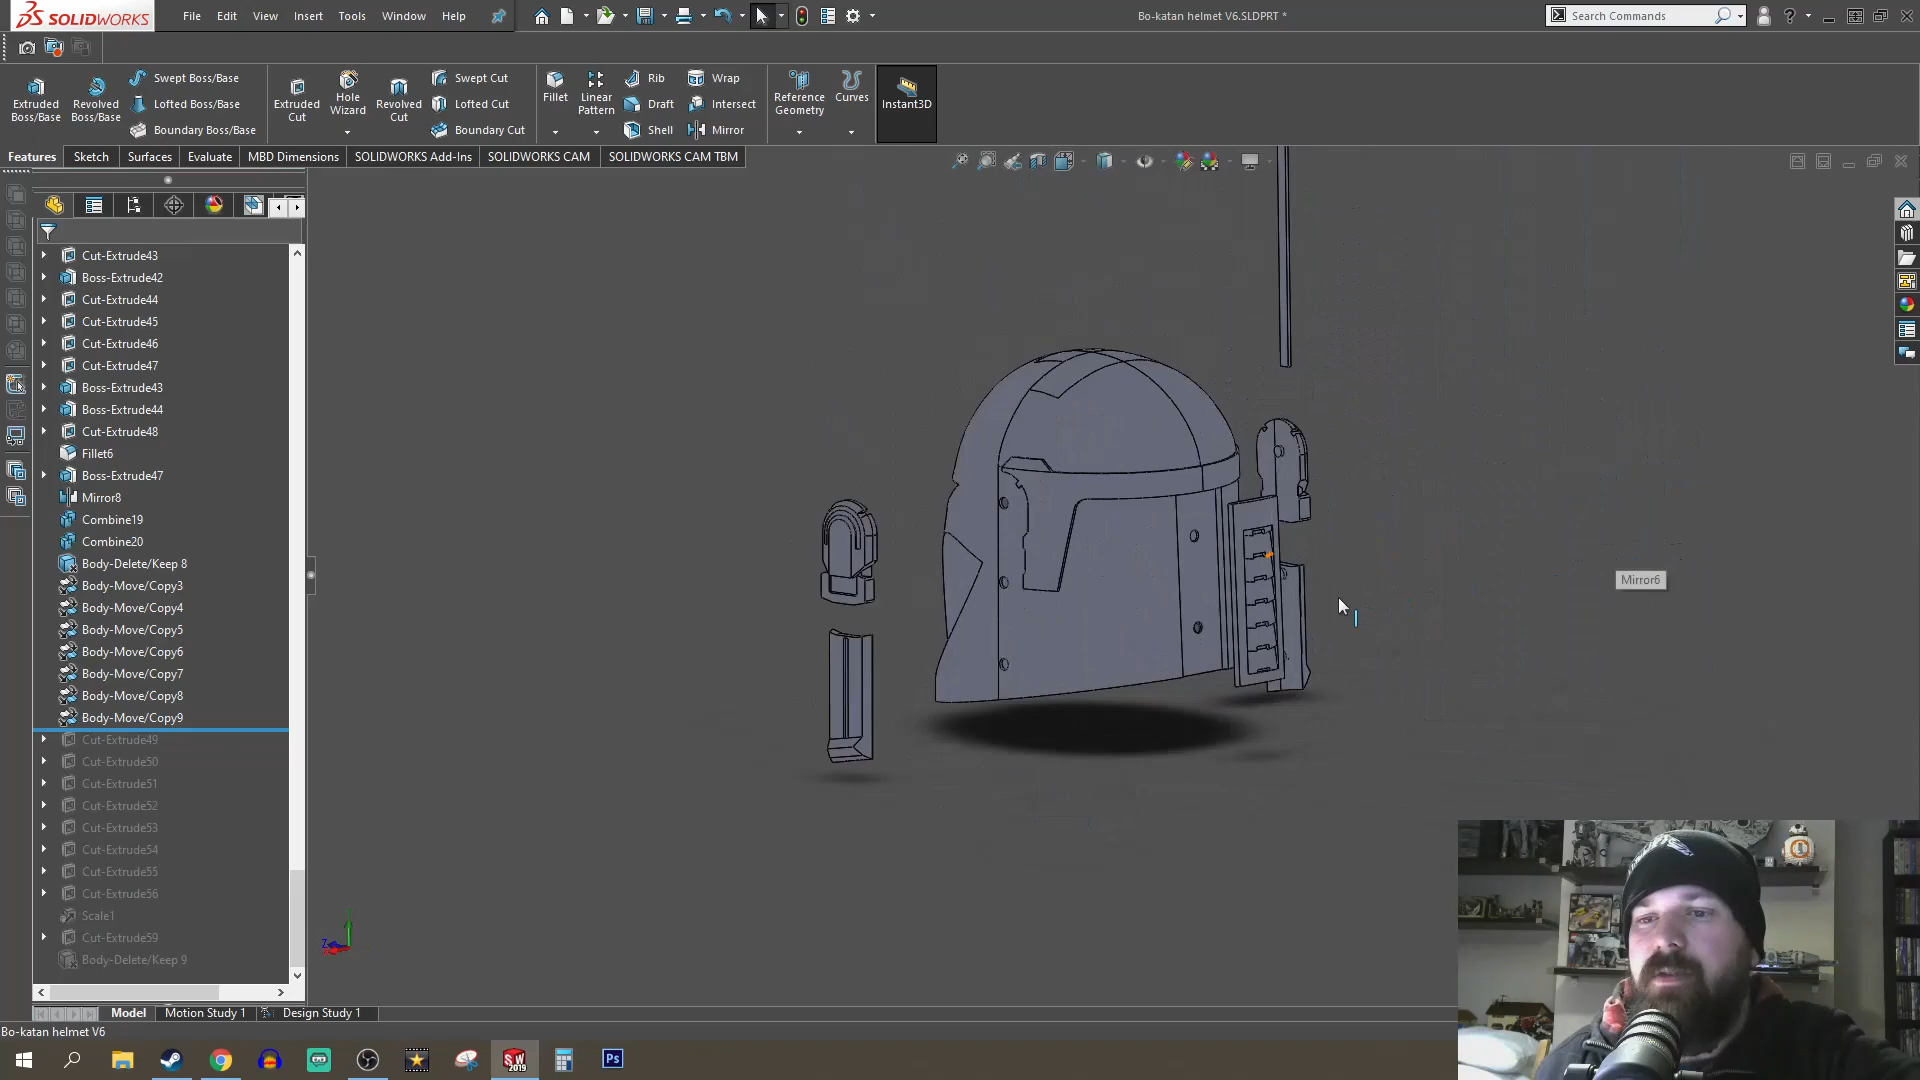 SOLIDWORKS
File Edit View Insert Tools Window Help
Bo-katan helmet V6.SLDPRT *
Search Commands
Extruded Boss/Base
Revolved Boss/Base
Swept Boss/Base
Lofted Boss/Base
Boundary Boss/Base
Extruded Cut
Hole Wizard
Revolved Cut
Swept Cut
Lofted Cut
Boundary Cut
Fillet
Linear Pattern
Rib
Draft
Shell
Wrap
Intersect
Mirror
Reference Geometry
Curves
Instant3D
Features Sketch Surfaces Evaluate MBD Dimensions SOLIDWORKS Add-Ins SOLIDWORKS CAM SOLIDWORKS CAM TBM
Cut-Extrude43
Boss-Extrude42
Cut-Extrude44
Cut-Extrude45
Cut-Extrude46
Cut-Extrude47
Boss-Extrude43
Boss-Extrude44
Cut-Extrude48
Fillet6
Boss-Extrude47
Mirror8
Combine19
Combine20
Body-Delete/Keep 8
Body-Move/Copy3
Body-Move/Copy4
Body-Move/Copy5
Body-Move/Copy6
Body-Move/Copy7
Body-Move/Copy8
Body-Move/Copy9
Cut-Extrude49
Cut-Extrude50
Cut-Extrude51
Cut-Extrude52
Cut-Extrude53
Cut-Extrude54
Cut-Extrude55
Cut-Extrude56
Scale1
Cut-Extrude59
Body-Delete/Keep 9
Mirror6
Z
Model Motion Study 1 Design Study 1
Bo-katan helmet V6
SW 2019
Ps